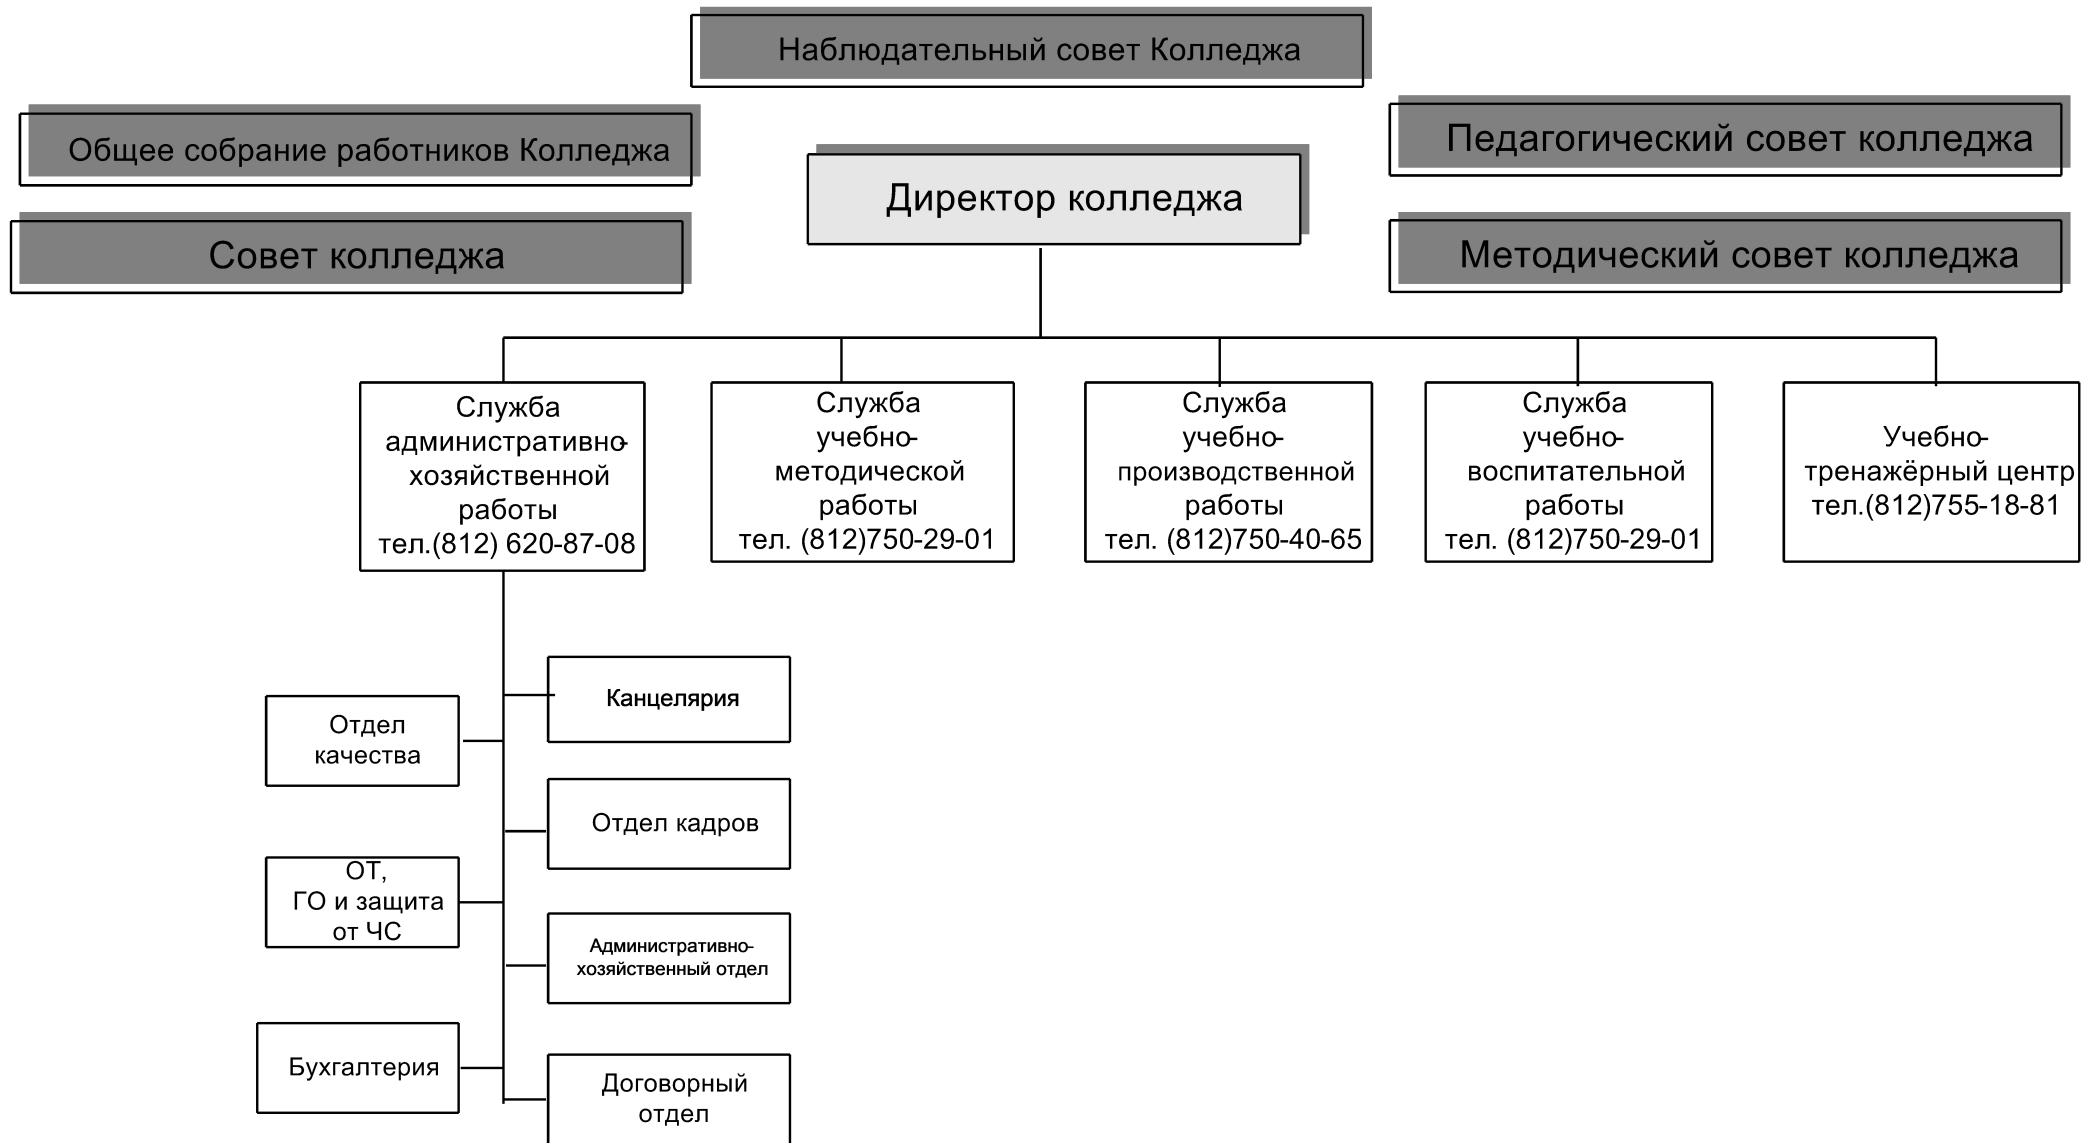 Наблюдательный совет Колледжа
Общее собрание работников Колледжа
Педагогический совет колледжа
Директор колледжа
Совет колледжа
Методический совет колледжа
Служба
административно-
хозяйственной
работы
тел.(812) 620-87-08
Служба
учебно-
методической
работы
тел. (812)750-29-01
Служба
учебно-
производственной
работы
тел. (812)750-40-65
Служба
учебно-
воспитательной
работы
тел. (812)750-29-01
Учебно-
тренажёрный центр
тел.(812)755-18-81
Канцелярия
Отдел
качества
Отдел кадров
ОТ,
ГО и защита
от ЧС
Административно-
хозяйственный отдел
Бухгалтерия
Договорный
отдел